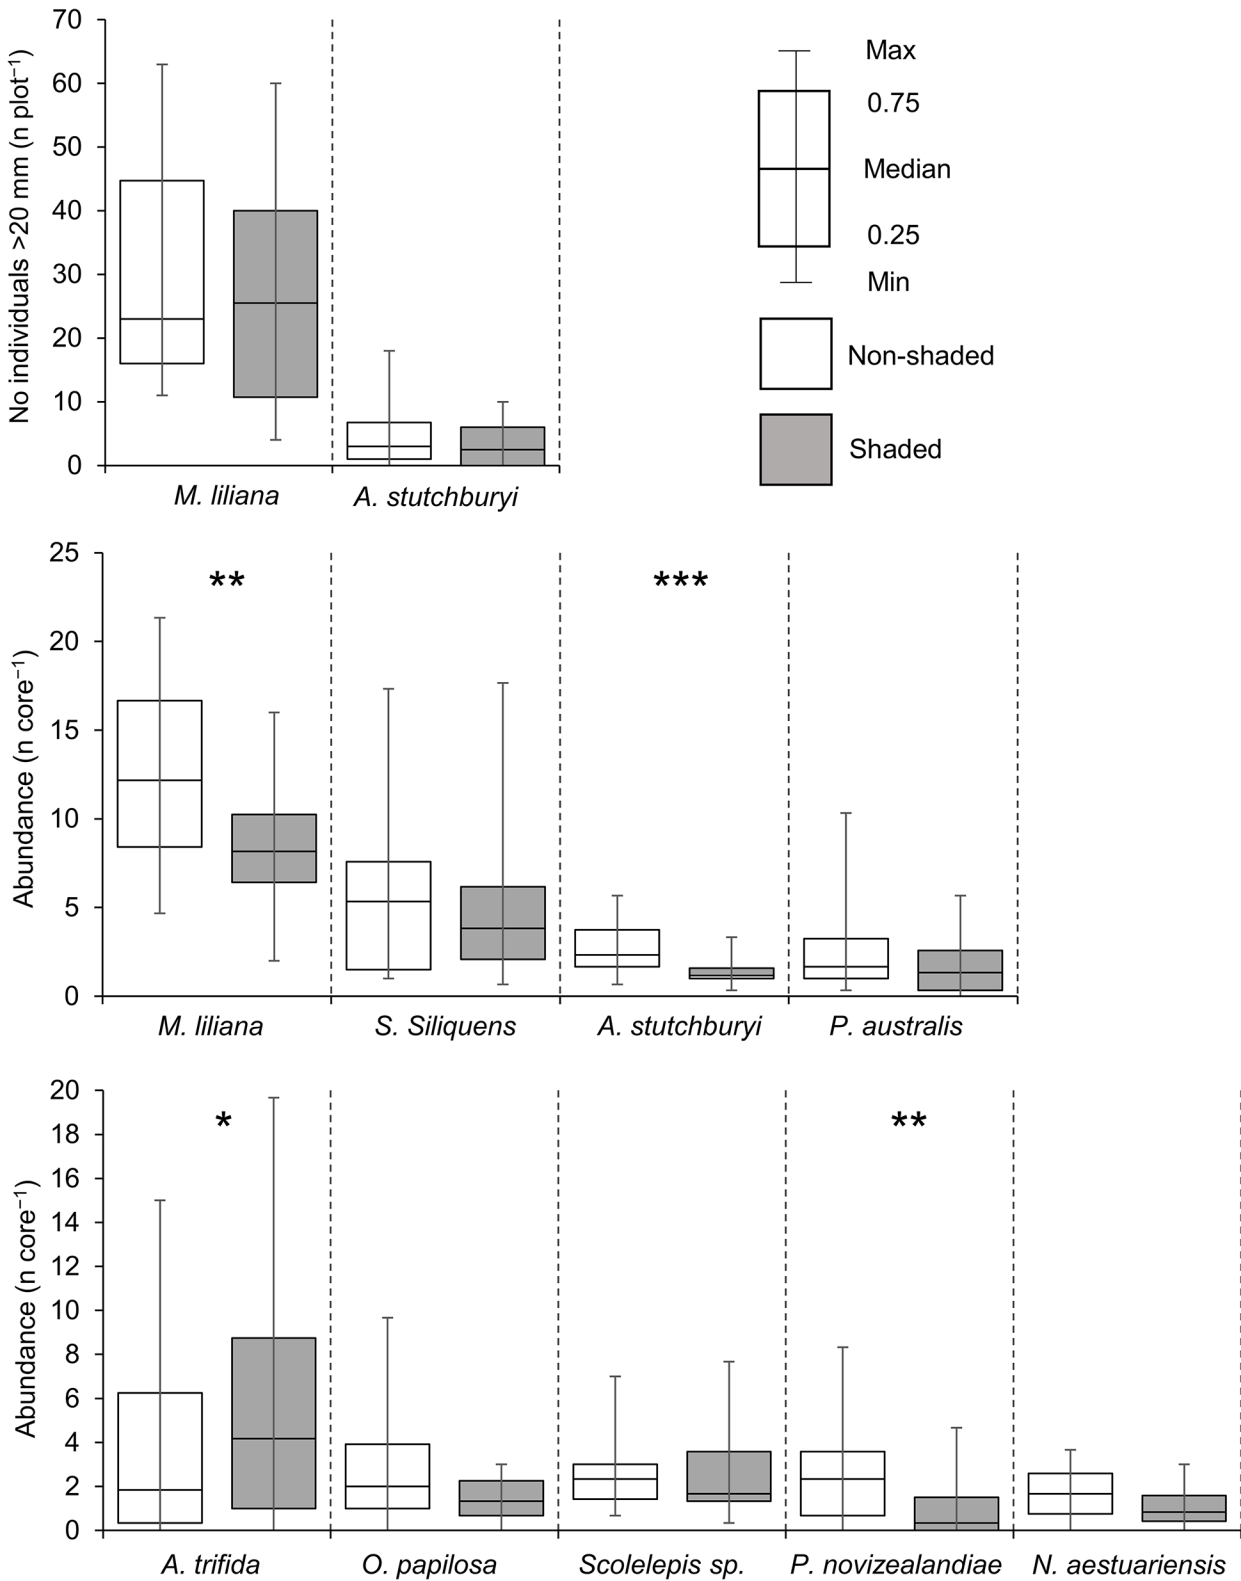 No individuals >20 mm (n plot⁻¹)
70
60
50
40
30
20
10
0
M. liliana
A. stutchburyi
Max
0.75
Median
0.25
Min
Non-shaded
Shaded
Abundance (n core⁻¹)
25
20
15
10
5
0
**
***
M. liliana
S. Siliquens
A. stutchburyi
P. australis
Abundance (n core⁻¹)
20
18
16
14
12
10
8
6
4
2
0
*
**
A. trifida
O. papilosa
Scolelepis sp.
P. novizealandiae
N. aestuariensis